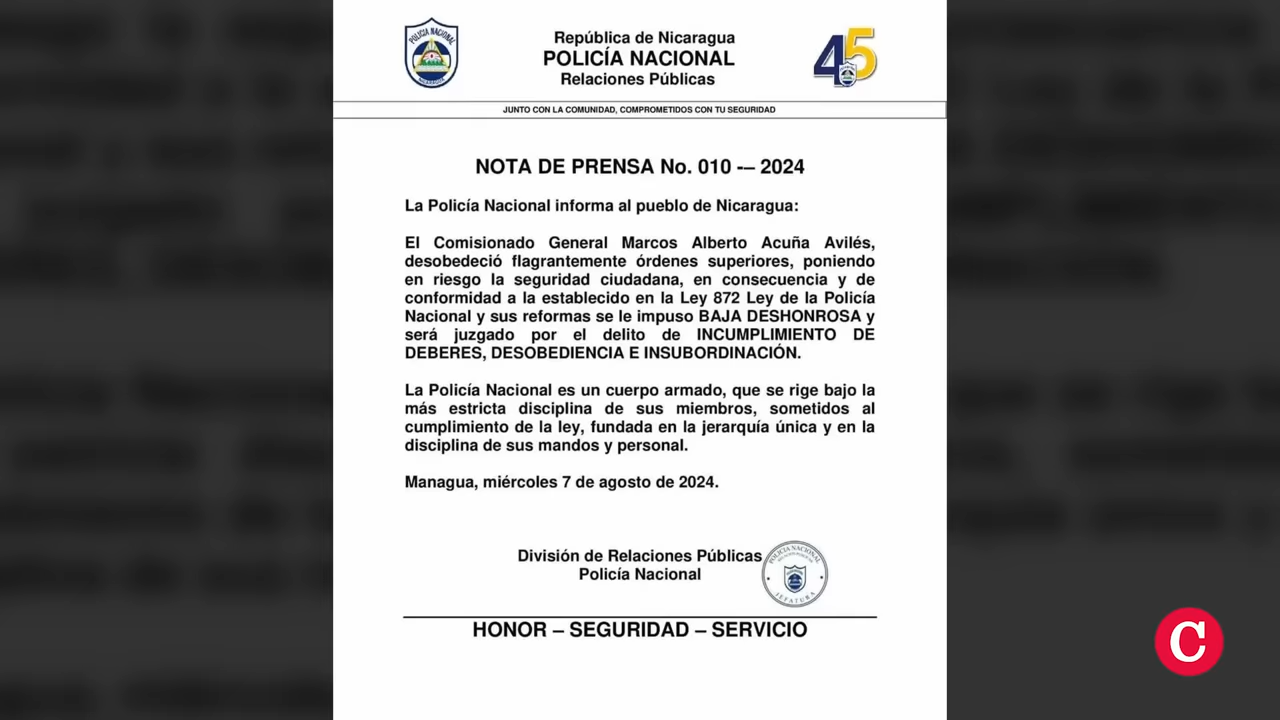 POLICIA NACIONAL
NICARAGUA
República de Nicaragua
POLICÍA NACIONAL
Relaciones Públicas
45
JUNTO CON LA COMUNIDAD, COMPROMETIDOS CON TU SEGURIDAD
NOTA DE PRENSA No. 010 -– 2024
La Policía Nacional informa al pueblo de Nicaragua:
El Comisionado General Marcos Alberto Acuña Avilés,
desobedeció flagrantemente órdenes superiores, poniendo
en riesgo la seguridad ciudadana, en consecuencia y de
conformidad a la establecido en la Ley 872 Ley de la Policía
Nacional y sus reformas se le impuso BAJA DESHONROSA y
será juzgado por el delito de INCUMPLIMIENTO DE
DEBERES, DESOBEDIENCIA E INSUBORDINACIÓN.
La Policía Nacional es un cuerpo armado, que se rige bajo la
más estricta disciplina de sus miembros, sometidos al
cumplimiento de la ley, fundada en la jerarquía única y en la
disciplina de sus mandos y personal.
Managua, miércoles 7 de agosto de 2024.
División de Relaciones Públicas
Policía Nacional
POLICIA NACIONAL
JEFATURA
HONOR – SEGURIDAD – SERVICIO
C